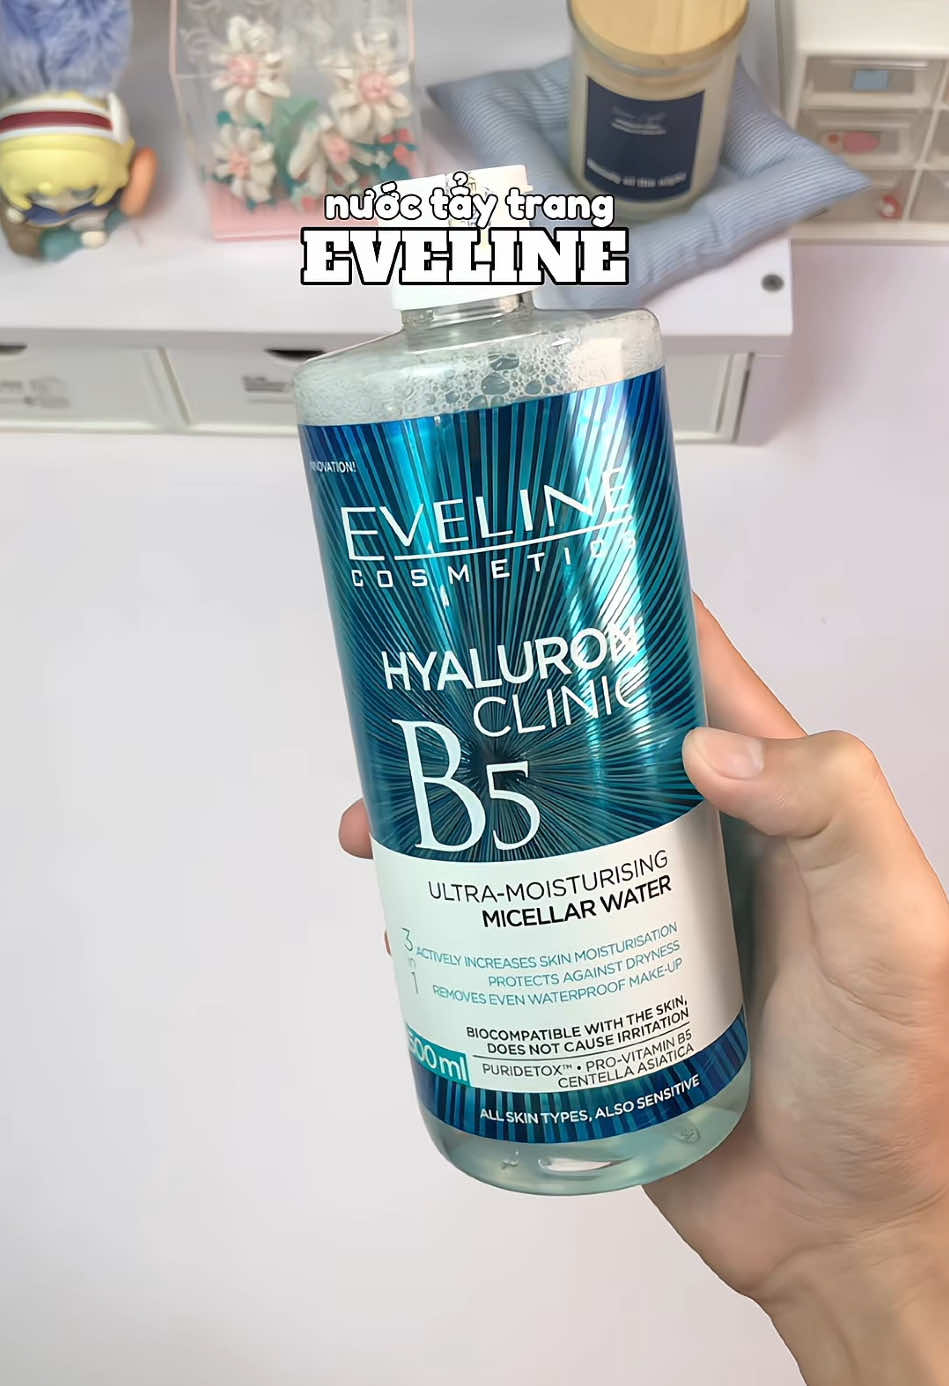 nước tẩy trang
EVELINE
INNOVATION!
EVELINE
COSMETICS
HYALURON
CLINIC
B5
ULTRA-MOISTURISING
MICELLAR WATER
3 in 1
ACTIVELY INCREASES SKIN MOISTURISATION
PROTECTS AGAINST DRYNESS
REMOVES EVEN WATERPROOF MAKE-UP
BIOCOMPATIBLE WITH THE SKIN,
DOES NOT CAUSE IRRITATION
500ml
PURIDETOX™ • PRO-VITAMIN B5
CENTELLA ASIATICA
ALL SKIN TYPES, ALSO SENSITIVE